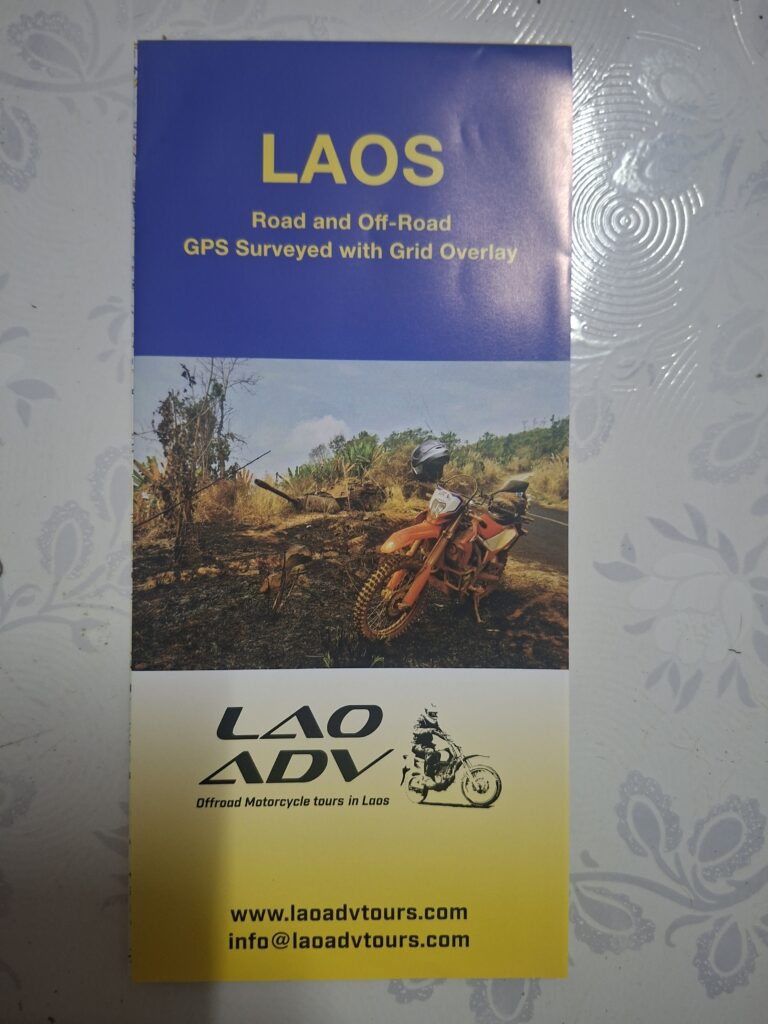 LAOS
Road and Off-Road
GPS Surveyed with Grid Overlay
LAO
ADV
Offroad Motorcycle tours in Laos
www.laoadvtours.com
info@laoadvtours.com